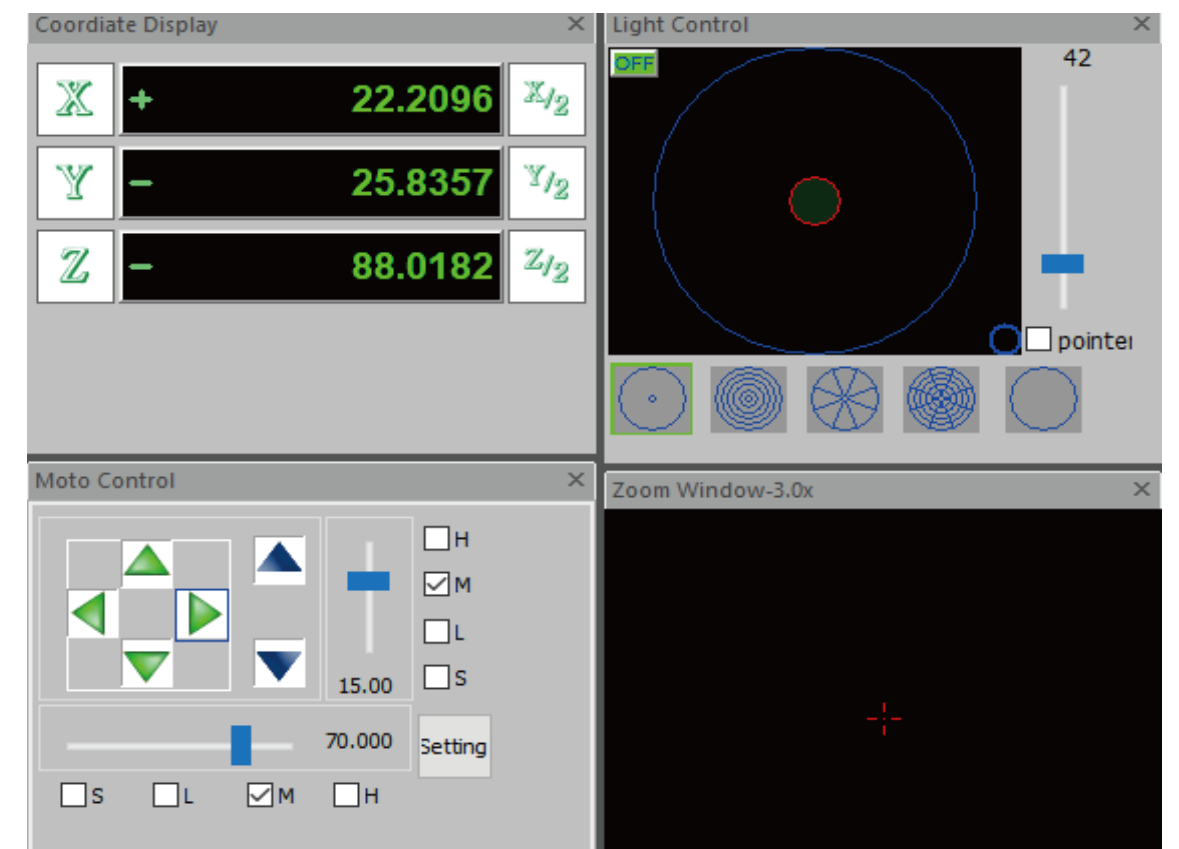 Coordiate Display
X + 22.2096 X/2
Y - 25.8357 Y/2
Z - 88.0182 Z/2
Light Control
OFF
42
pointer
Moto Control
H
M
L
S
15.00
70.000
Setting
S L M H
Zoom Window-3.0x